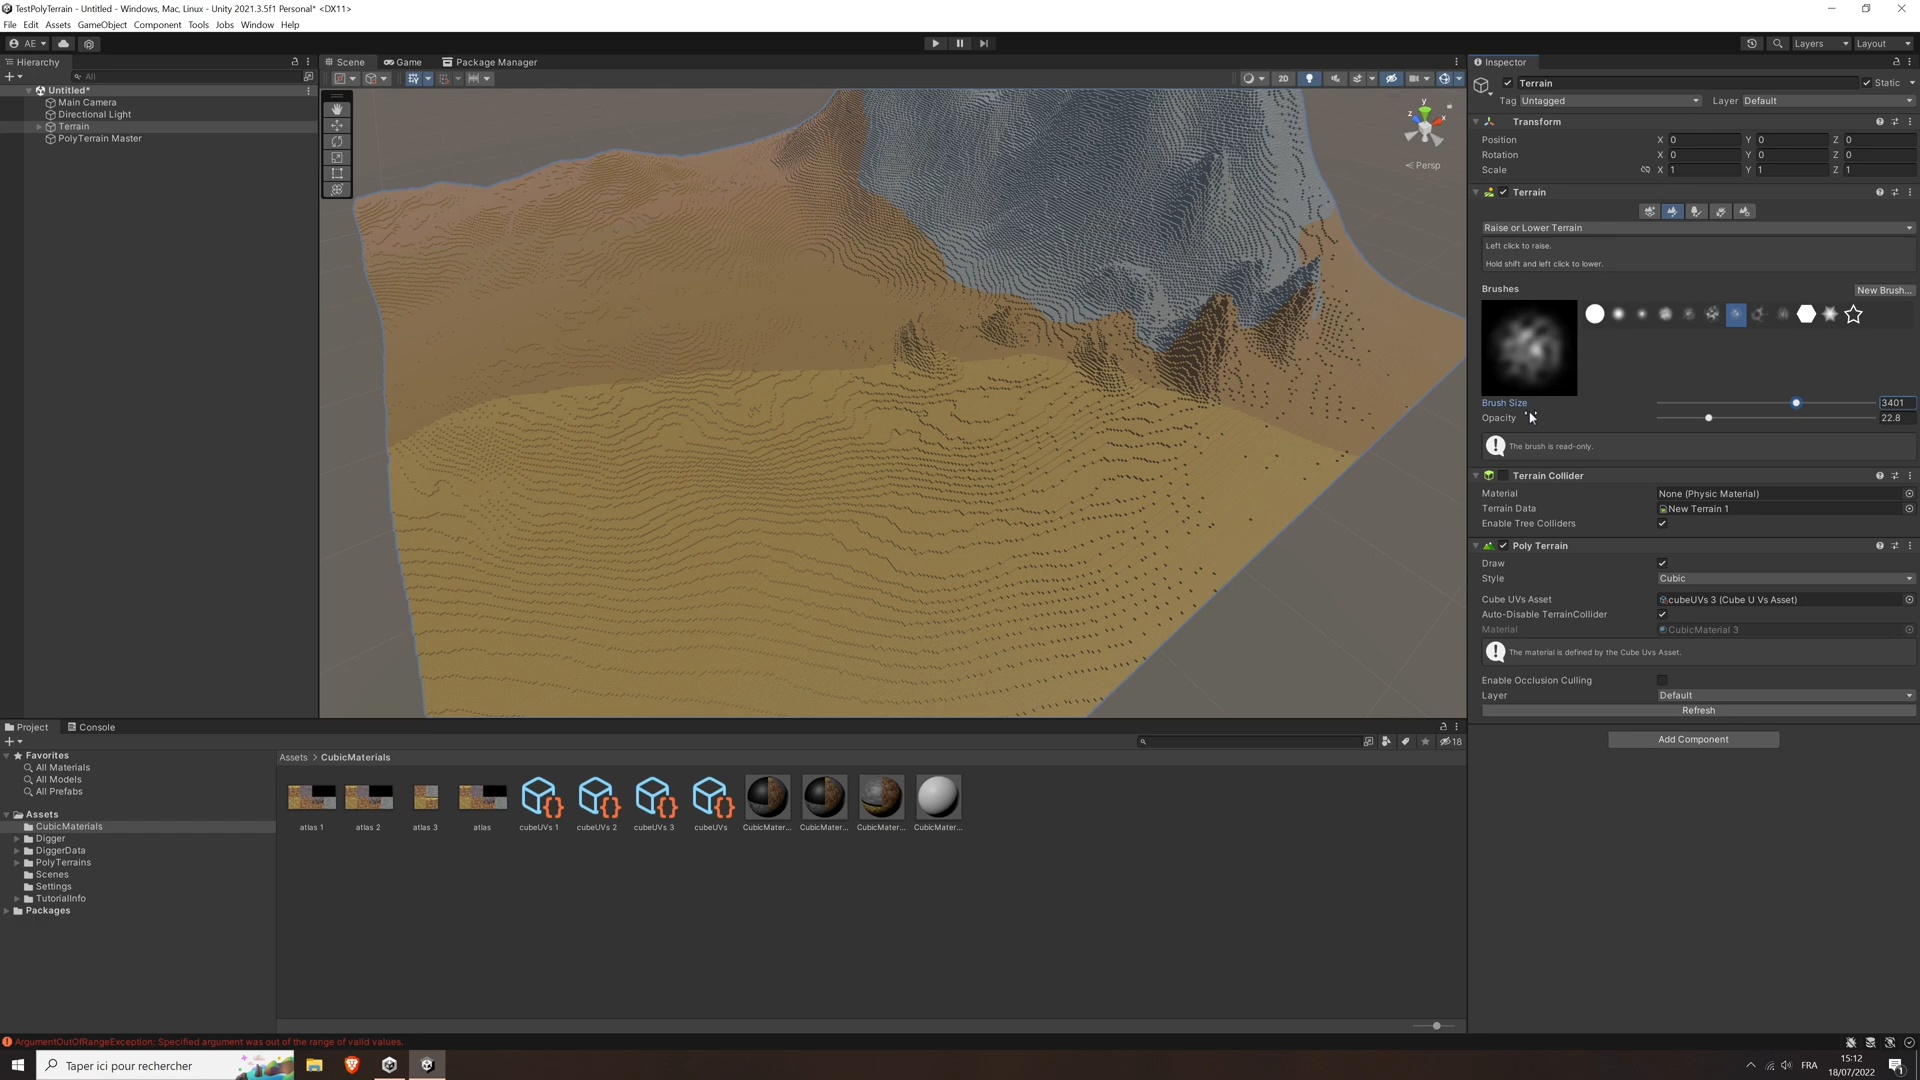 TestPolyTerrain - Untitled - Windows, Mac, Linux - Unity 2021.3.5f1 Personal* <DX11>
File Edit Assets GameObject Component Tools Jobs Window Help
AE
Layers
Layout
Hierarchy
All
Untitled*
Main Camera
Directional Light
Terrain
PolyTerrain Master
Scene
Game
Package Manager
2D
y
z
x
Persp
Inspector
Terrain
Static
Tag Untagged
Layer Default
Transform
Position X 0 Y 0 Z 0
Rotation X 0 Y 0 Z 0
Scale X 1 Y 1 Z 1
Terrain
Raise or Lower Terrain
Left click to raise.
Hold shift and left click to lower.
Brushes
New Brush...
Brush Size 3401
Opacity 22.8
The brush is read-only.
Terrain Collider
Material None (Physic Material)
Terrain Data New Terrain 1
Enable Tree Colliders
Poly Terrain
Draw
Style Cubic
Cube UVs Asset cubeUVs 3 (Cube U Vs Asset)
Auto-Disable TerrainCollider
Material CubicMaterial 3
The material is defined by the Cube Uvs Asset.
Enable Occlusion Culling
Layer Default
Refresh
Add Component
Project
Console
18
Favorites
All Materials
All Models
All Prefabs
Assets
CubicMaterials
Digger
DiggerData
PolyTerrains
Scenes
Settings
TutorialInfo
Packages
Assets > CubicMaterials
atlas 1 atlas 2 atlas 3 atlas cubeUVs 1 cubeUVs 2 cubeUVs 3 cubeUVs CubicMater... CubicMater... CubicMater... CubicMater...
ArgumentOutOfRangeException: Specified argument was out of the range of valid values.
Taper ici pour rechercher
FRA
15:12
18/07/2022
1